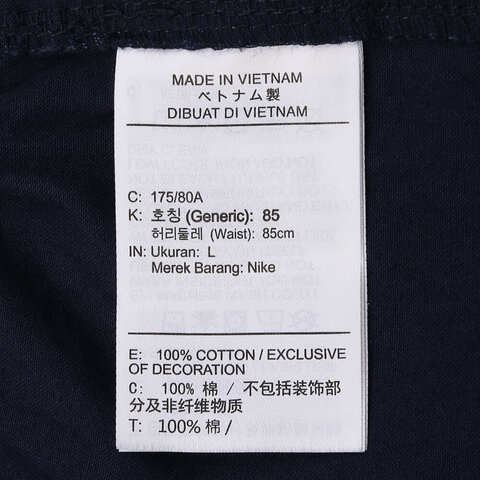 MADE IN VIETNAM
ベトナム製
DIBUAT DI VIETNAM
C: 175/80A
K: 호칭 (Generic): 85
허리둘레 (Waist): 85cm
IN: Ukuran: L
Merek Barang: Nike
E: 100% COTTON / EXCLUSIVE
OF DECORATION
C: 100% 棉 / 不包括装饰部
分及非纤维物质
T: 100% 棉 /